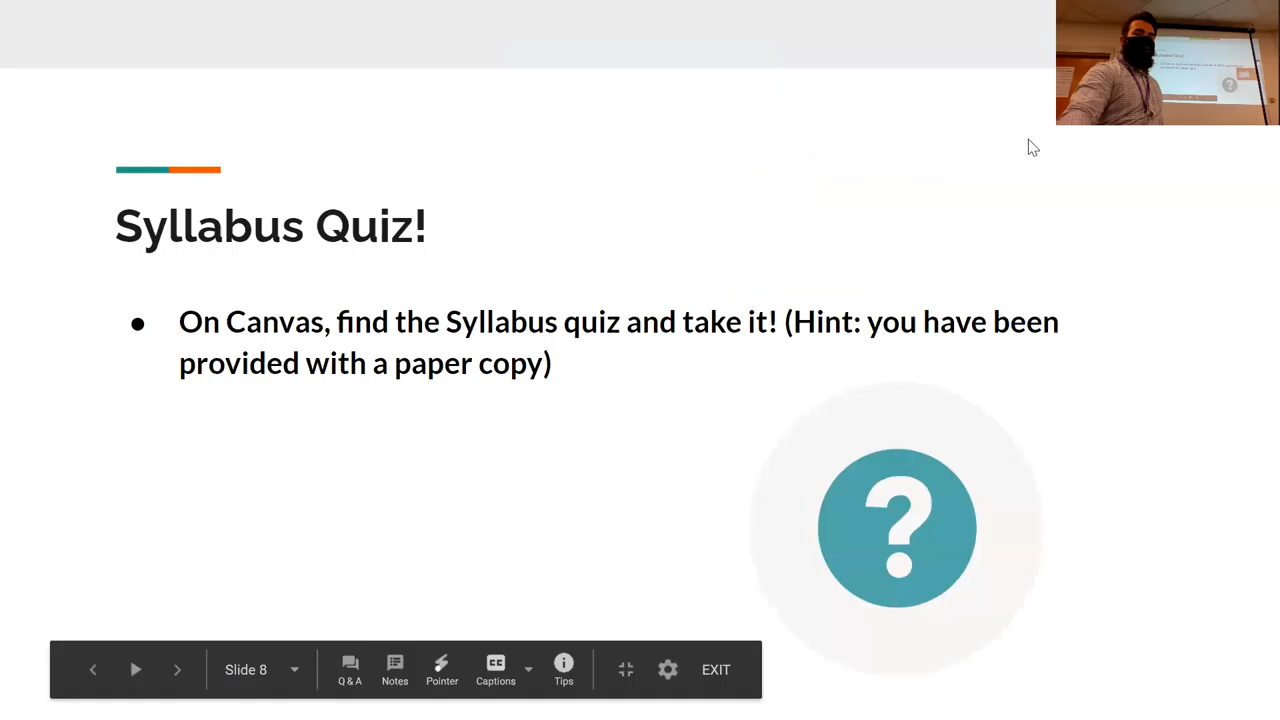 Syllabus Quiz!
● On Canvas, find the Syllabus quiz and take it! (Hint: you have been
provided with a paper copy)
Slide 8
Q & A
Notes
Pointer
CC
Captions
Tips
EXIT